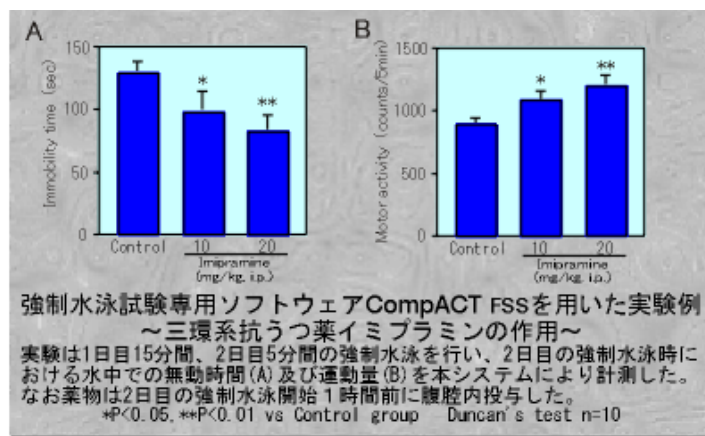 A
B
Immobility time (sec)
150
100
50
0
*
**
Control
10
20
Imipramine
(mg/kg, i.p.)
Motor activity (counts/5min)
1500
1000
500
0
*
**
Control
10
20
Imipramine
(mg/kg, i.p.)
強制水泳試験専用ソフトウェアCompACT FSSを用いた実験例
～三環系抗うつ薬イミプラミンの作用～
実験は1日目15分間、2日目5分間の強制水泳を行い、2日目の強制水泳時に
おける水中での無動時間(A)及び運動量(B)を本システムにより計測した。
なお薬物は2日目の強制水泳開始１時間前に腹腔内投与した。
*P<0.05, **P<0.01 vs Control group Duncan's test n=10